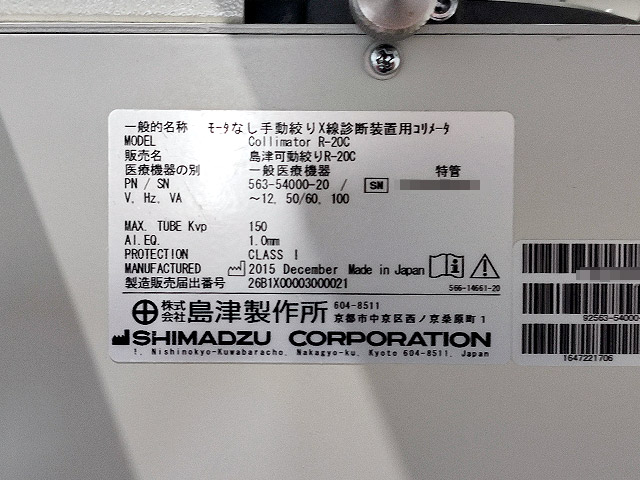 一般的名称 ﾓｰﾀなし手動絞りX線診断装置用ｺﾘﾒｰﾀ
MODEL Collimator R-20C
販売名 島津可動絞りR-20C
医療機器の別 一般医療機器 特管
PN / SN 563-54000-20 / SN
V, Hz, VA ～12, 50/60, 100
MAX. TUBE Kvp 150
Al.EQ. 1.0mm
PROTECTION CLASS I
MANUFACTURED 2015 December Made in Japan
製造販売届出番号 26B1X00003000021
566-14661-20
株式会社 島津製作所 604-8511
京都市中京区西ノ京桑原町1
SHIMADZU CORPORATION
1, Nishinokyo-Kuwabaracho, Nakagyo-ku, Kyoto 604-8511, Japan
92563-54000-
1647221706